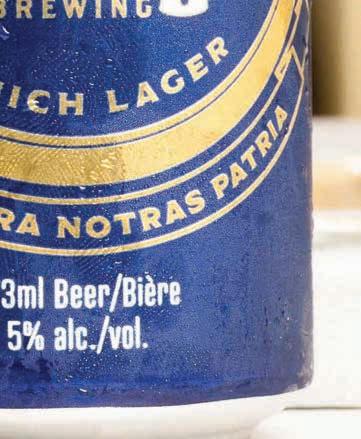 BREWING
ICH LAGER
RA NOTRAS PATRIA
3ml Beer/Bière
5% alc./vol.